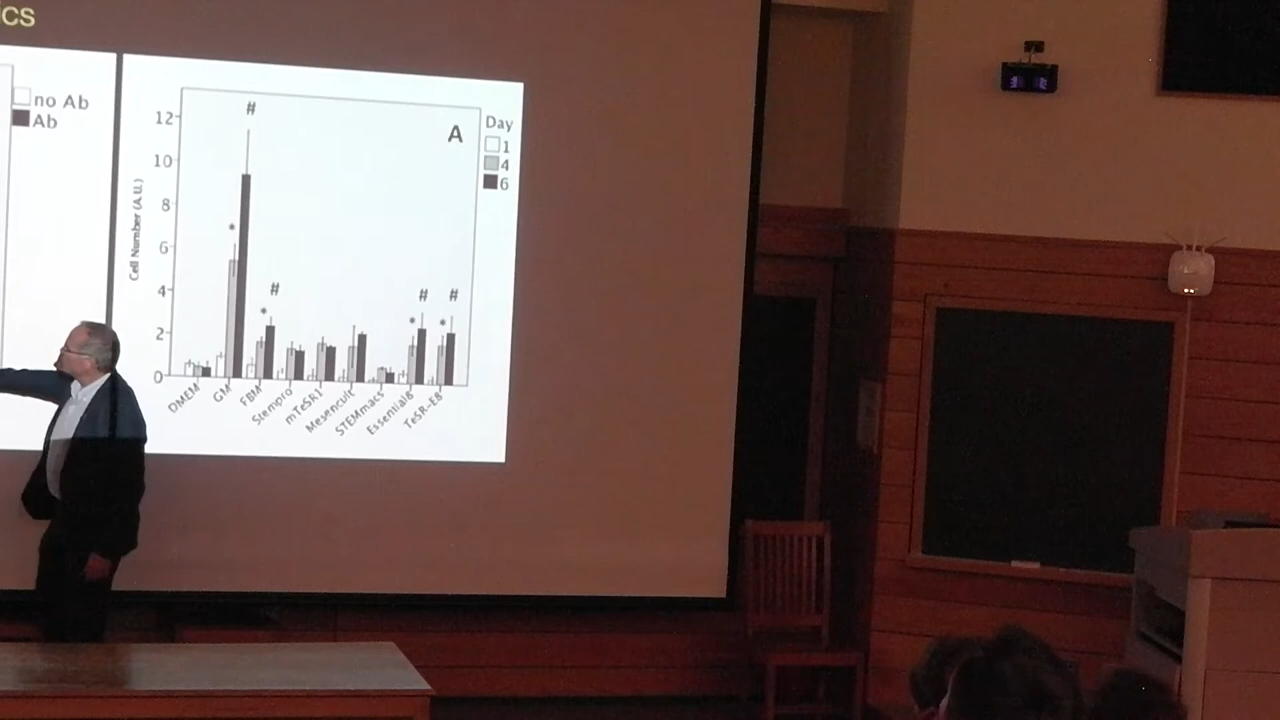 ics
no Ab
Ab
A
Day
1
4
6
#
*
#
*
#
*
#
*
12
10
8
6
4
2
0
Cell Number (A.U.)
DMEM
GM
FBM
Stempro
mTeSR1
Mesencult
STEMmacs
Essential8
TeSR-E8